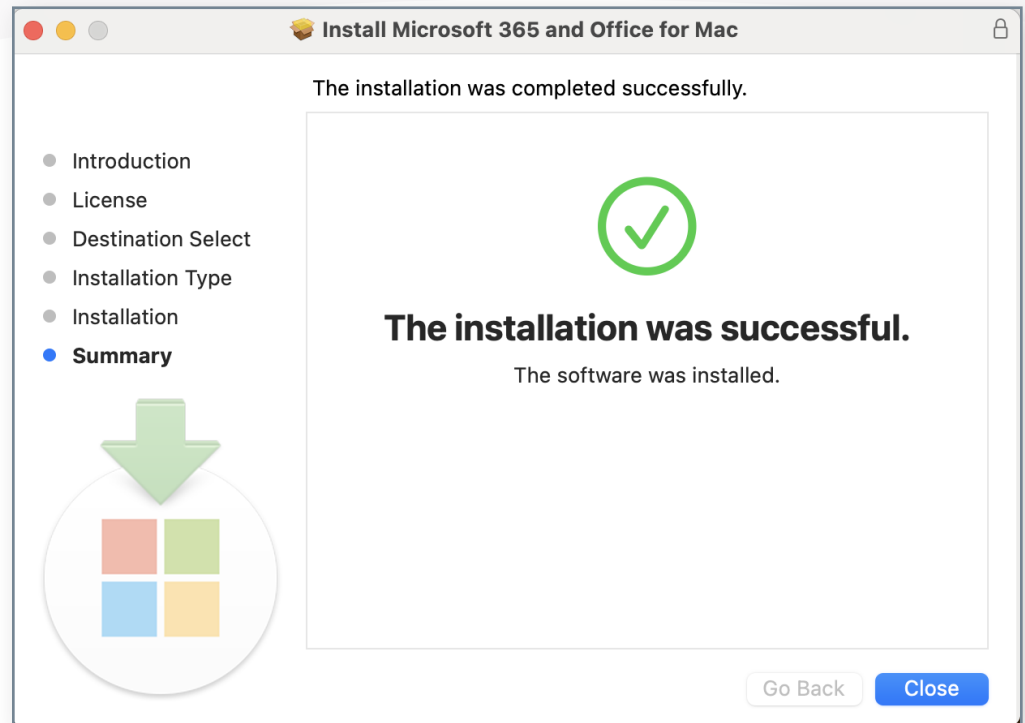 Install Microsoft 365 and Office for Mac
The installation was completed successfully.
Introduction
License
Destination Select
Installation Type
Installation
Summary
The installation was successful.
The software was installed.
Go Back
Close